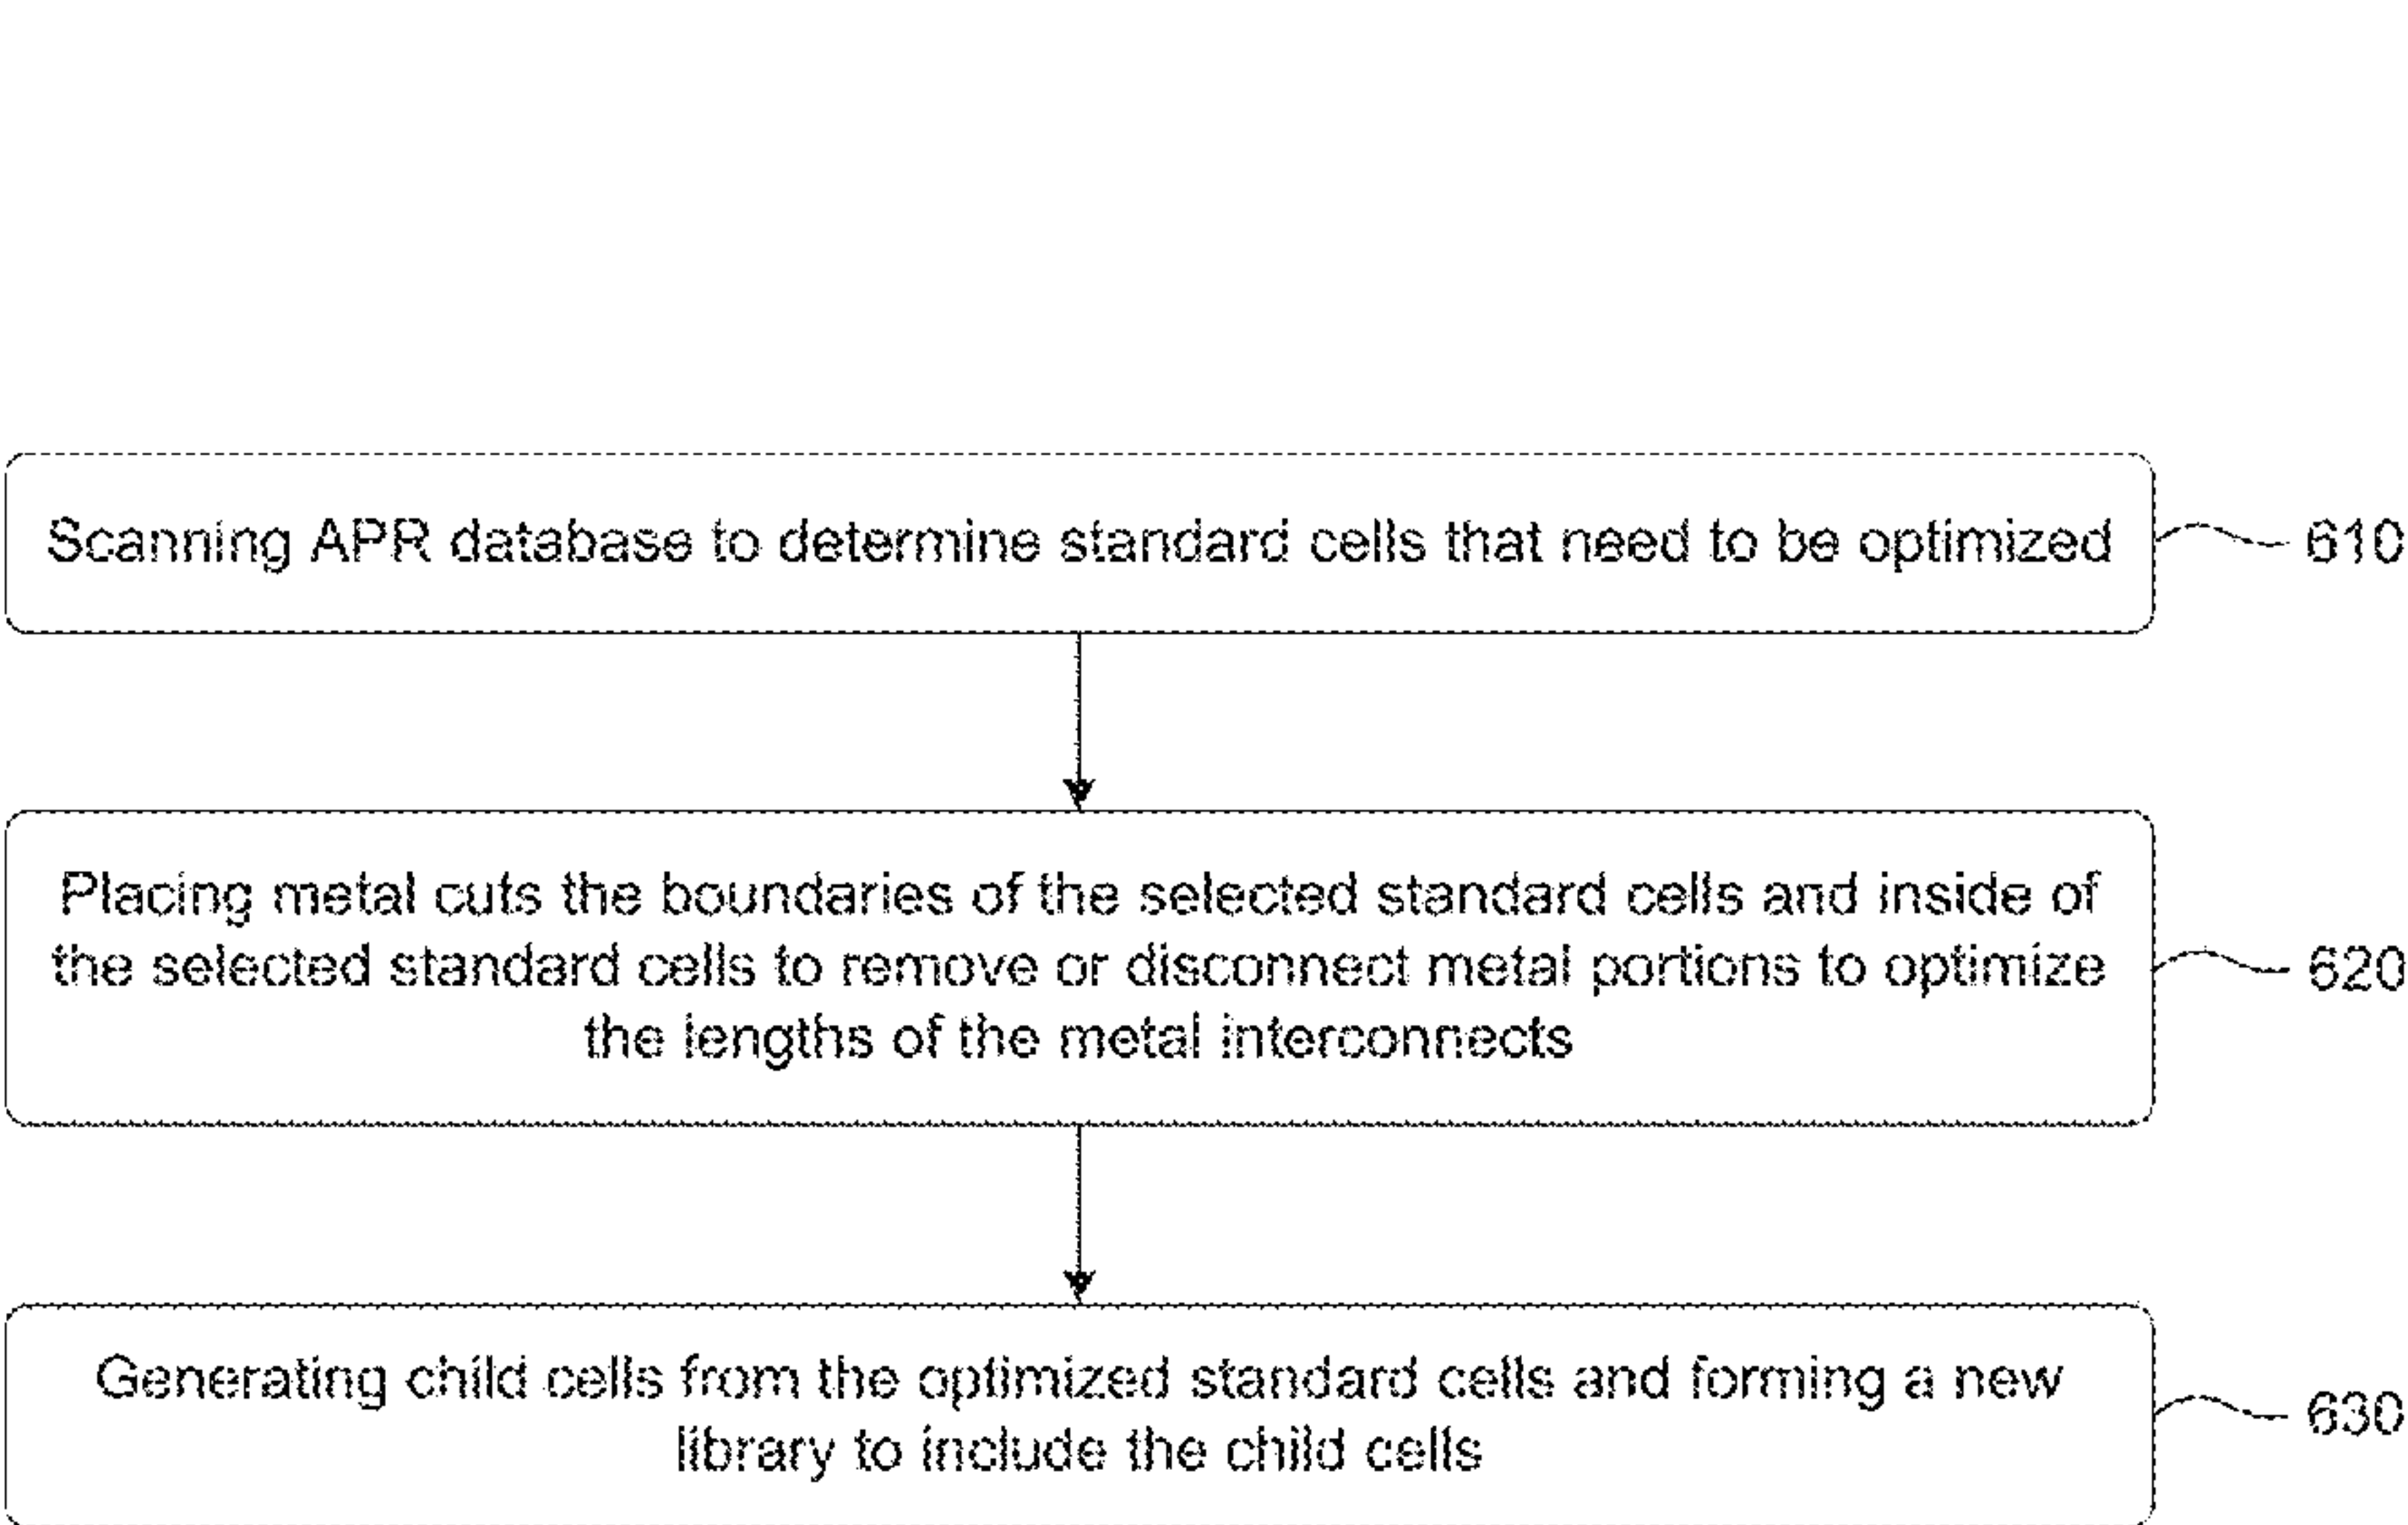 Scanning APR database to determine standard cells that need to be optimized
610
Placing metal cuts the boundaries of the selected standard cells and inside of
the selected standard cells to remove or disconnect metal portions to optimize
the lengths of the metal interconnects
620
Generating child cells from the optimized standard cells and forming a new
library to include the child cells
630